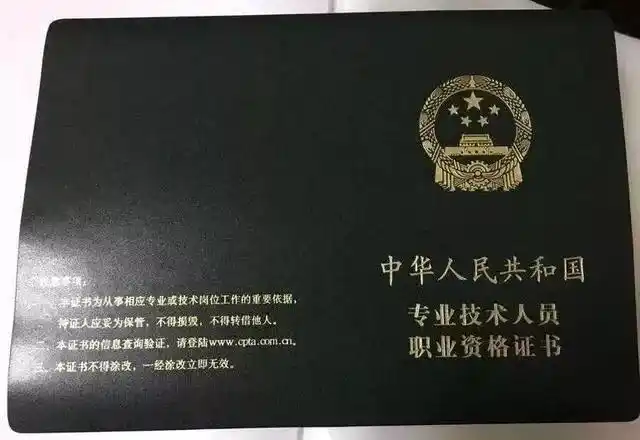 中华人民共和国
专业技术人员
职业资格证书
注意事项：
一、本证书为从事相应专业或技术岗位工作的重要依据，
持证人应妥为保管，不得损毁，不得转借他人。
二、本证书的信息查询验证，请登陆www.cpta.com.cn。
三、本证书不得涂改，一经涂改立即无效。